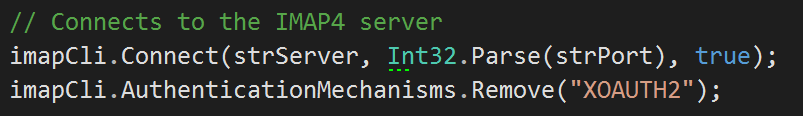 // Connects to the IMAP4 server
imapCli.Connect(strServer, Int32.Parse(strPort), true);
imapCli.AuthenticationMechanisms.Remove("XOAUTH2");